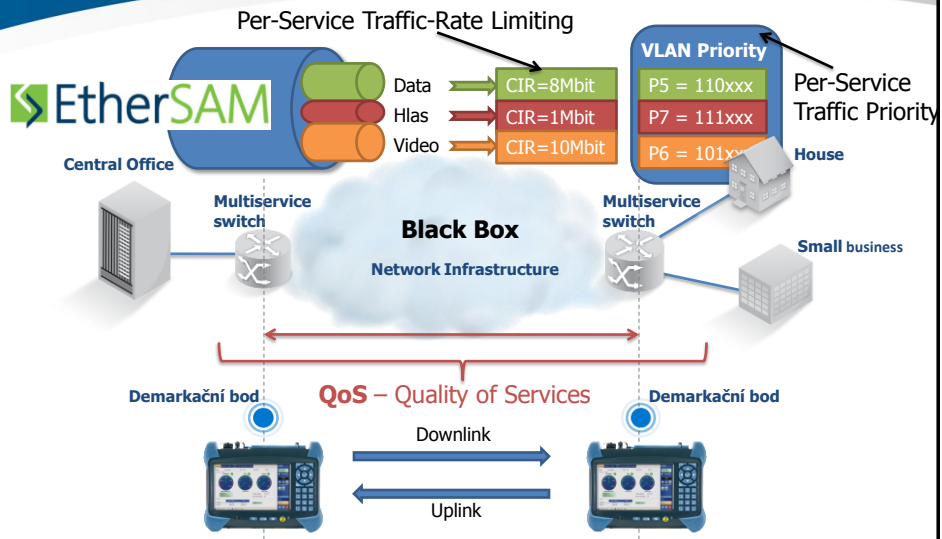 Per-Service Traffic-Rate Limiting
VLAN Priority
EtherSAM
Data
CIR=8Mbit
P5 = 110xxx
Per-Service
Traffic Priority
Hlas
CIR=1Mbit
P7 = 111xxx
Video
CIR=10Mbit
P6 = 101xxx
House
Central Office
Multiservice
switch
Black Box
Network Infrastructure
Multiservice
switch
Small business
QoS – Quality of Services
Demarkační bod
Demarkační bod
Downlink
Uplink